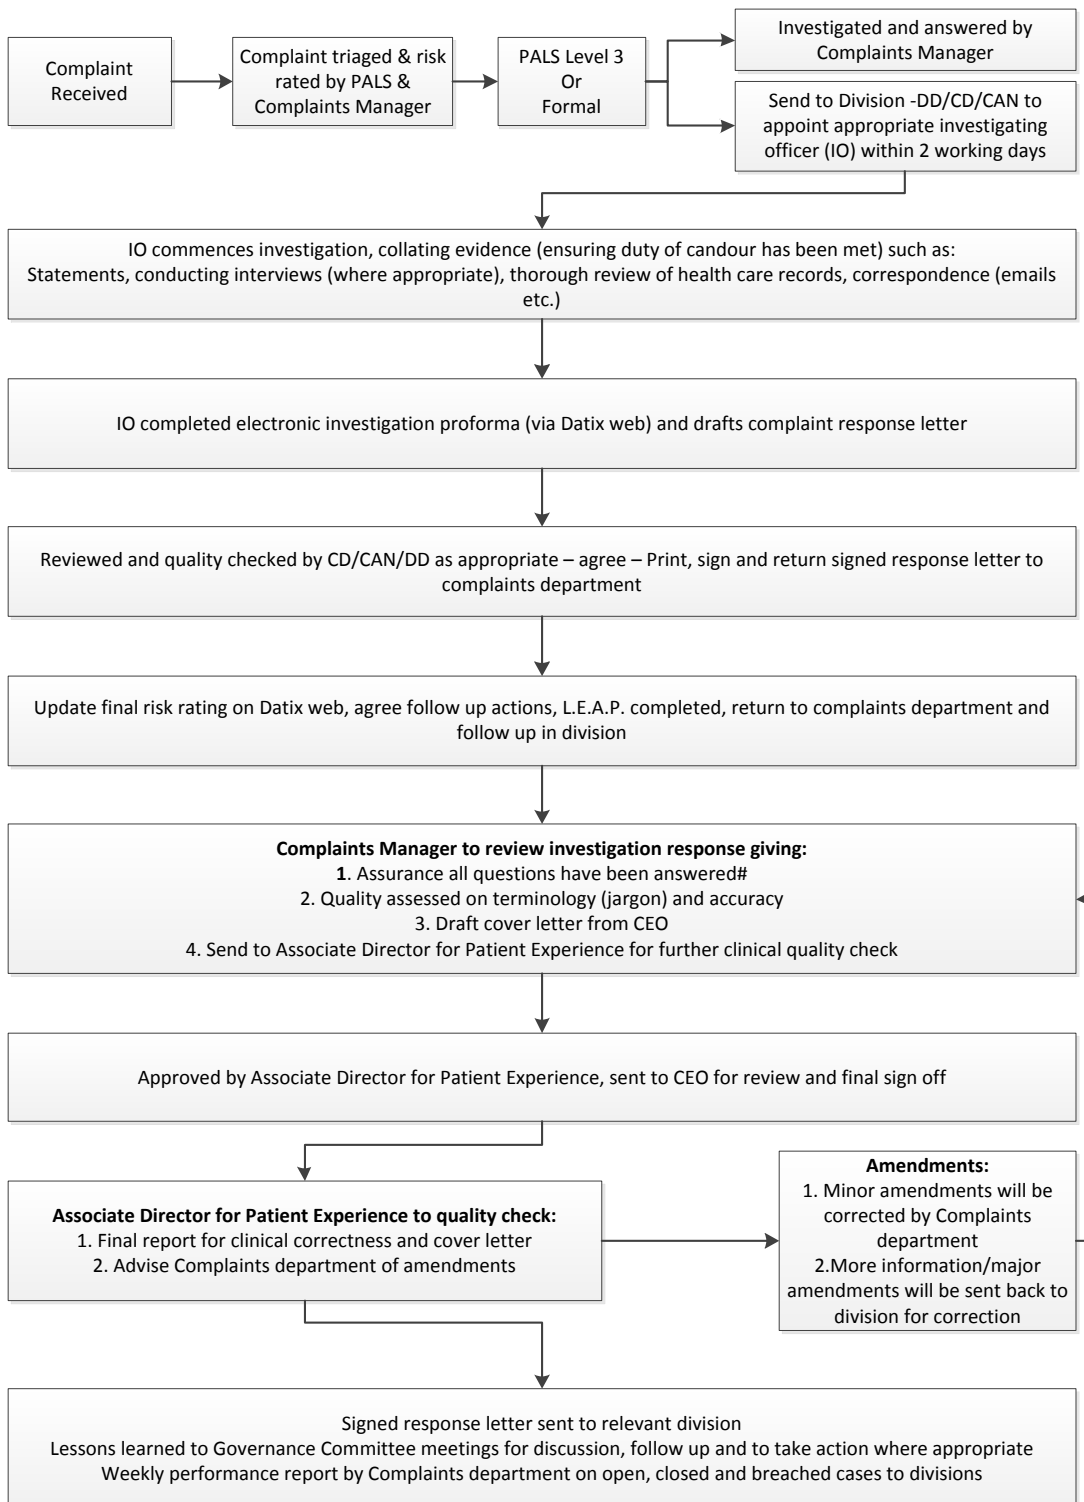 Complaint
Received
Complaint triaged & risk
rated by PALS &
Complaints Manager
PALS Level 3
Or
Formal
Investigated and answered by
Complaints Manager
Send to Division -DD/CD/CAN to
appoint appropriate investigating
officer (IO) within 2 working days
IO commences investigation, collating evidence (ensuring duty of candour has been met) such as:
Statements, conducting interviews (where appropriate), thorough review of health care records, correspondence (emails
etc.)
IO completed electronic investigation proforma (via Datix web) and drafts complaint response letter
Reviewed and quality checked by CD/CAN/DD as appropriate – agree – Print, sign and return signed response letter to
complaints department
Update final risk rating on Datix web, agree follow up actions, L.E.A.P. completed, return to complaints department and
follow up in division
Complaints Manager to review investigation response giving:
1. Assurance all questions have been answered#
2. Quality assessed on terminology (jargon) and accuracy
3. Draft cover letter from CEO
4. Send to Associate Director for Patient Experience for further clinical quality check
Approved by Associate Director for Patient Experience, sent to CEO for review and final sign off
Associate Director for Patient Experience to quality check:
1. Final report for clinical correctness and cover letter
2. Advise Complaints department of amendments
Amendments:
1. Minor amendments will be
corrected by Complaints
department
2.More information/major
amendments will be sent back to
division for correction
Signed response letter sent to relevant division
Lessons learned to Governance Committee meetings for discussion, follow up and to take action where appropriate
Weekly performance report by Complaints department on open, closed and breached cases to divisions